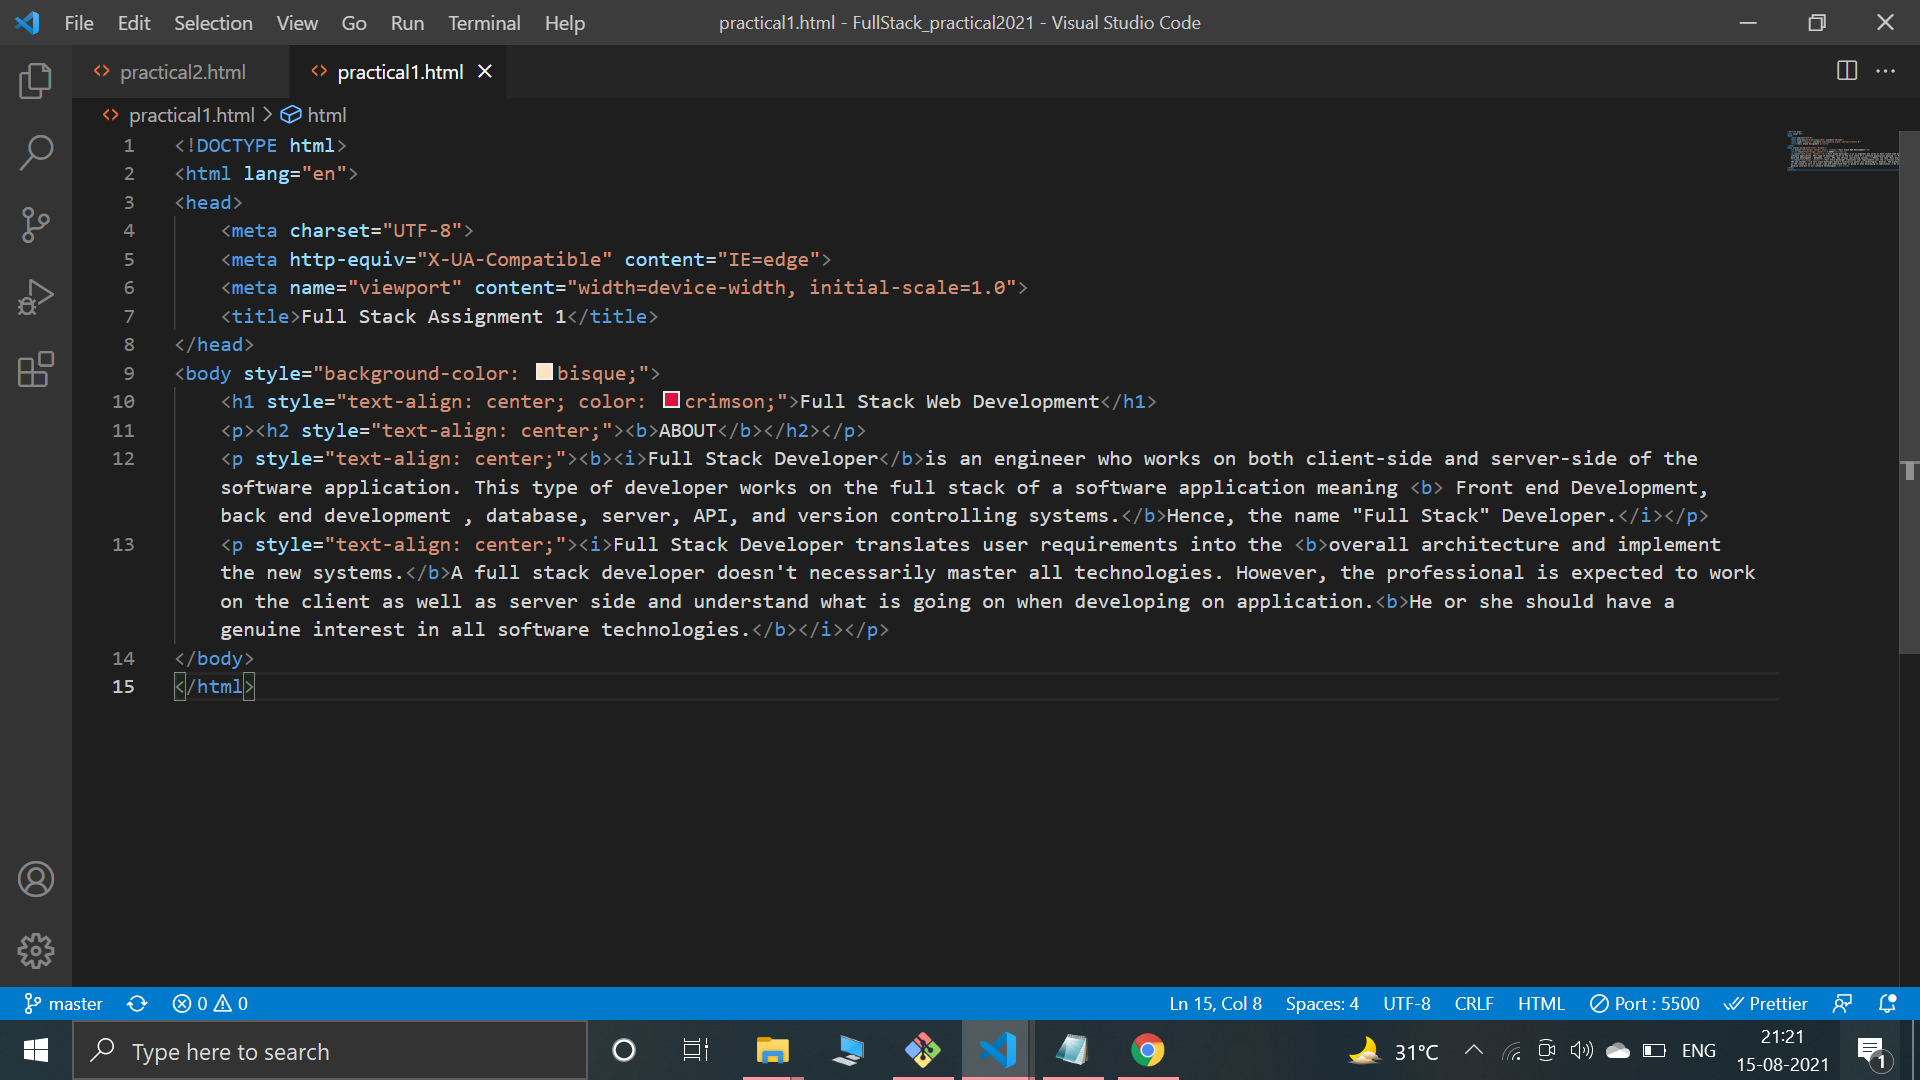 File Edit Selection View Go Run Terminal Help practical1.html - FullStack_practical2021 - Visual Studio Code
practical2.html practical1.html
practical1.html > html
1 <!DOCTYPE html>
2 <html lang="en">
3 <head>
4 <meta charset="UTF-8">
5 <meta http-equiv="X-UA-Compatible" content="IE=edge">
6 <meta name="viewport" content="width=device-width, initial-scale=1.0">
7 <title>Full Stack Assignment 1</title>
8 </head>
9 <body style="background-color: bisque;">
10 <h1 style="text-align: center; color: crimson;">Full Stack Web Development</h1>
11 <p><h2 style="text-align: center;"><b>ABOUT</b></h2></p>
12 <p style="text-align: center;"><b><i>Full Stack Developer</b>is an engineer who works on both client-side and server-side of the
software application. This type of developer works on the full stack of a software application meaning <b> Front end Development,
back end development , database, server, API, and version controlling systems.</b>Hence, the name "Full Stack" Developer.</i></p>
13 <p style="text-align: center;"><i>Full Stack Developer translates user requirements into the <b>overall architecture and implement
the new systems.</b>A full stack developer doesn't necessarily master all technologies. However, the professional is expected to work
on the client as well as server side and understand what is going on when developing on application.<b>He or she should have a
genuine interest in all software technologies.</b></i></p>
14 </body>
15 </html>
master 0 0 Ln 15, Col 8 Spaces: 4 UTF-8 CRLF HTML Port : 5500 Prettier
Type here to search 31°C ENG 21:21
15-08-2021 1